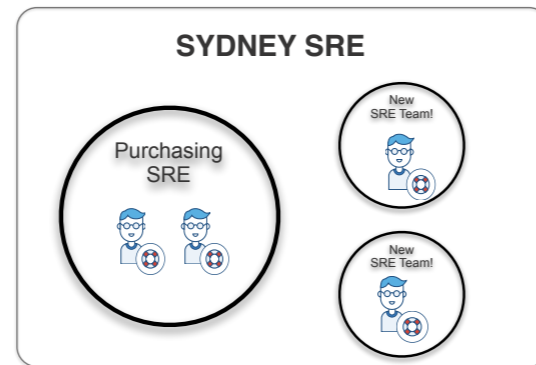 SYDNEY SRE
Purchasing
SRE
New
SRE Team!
New
SRE Team!